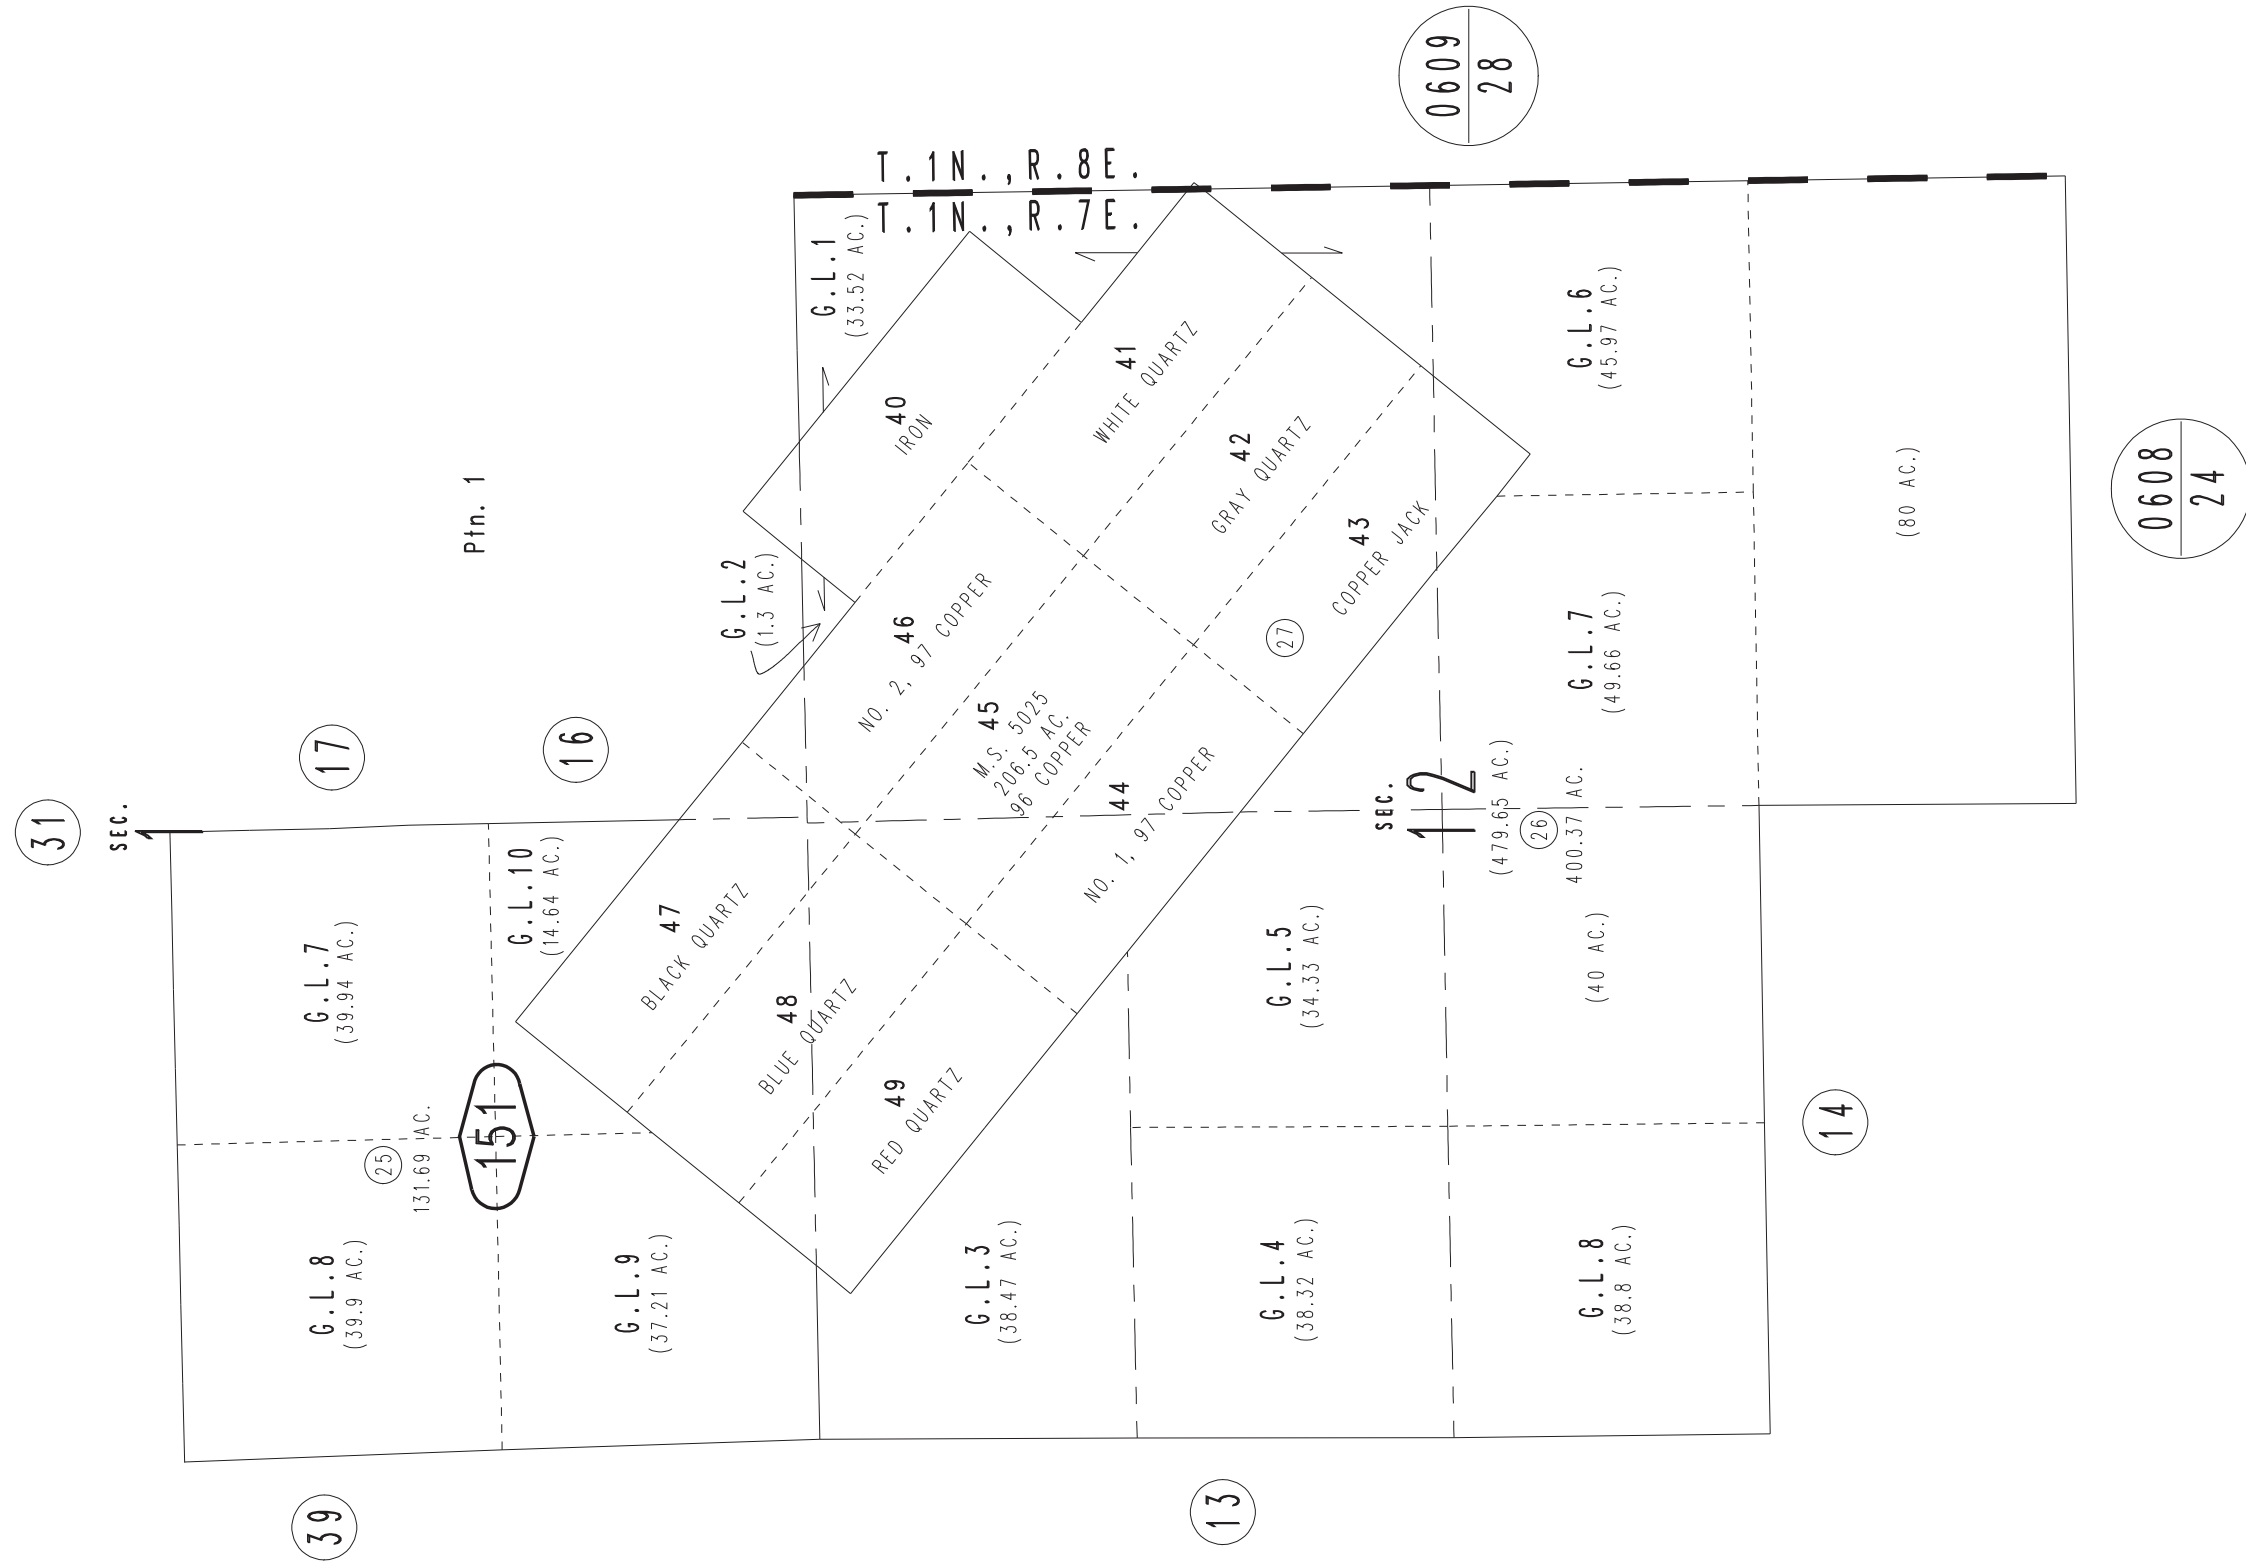 31
SEC.
1
17
16
Ptn. 1
0609
28
T.1N.,R.8E.
T.1N.,R.7E.
G.L.1
(33.52 AC.)
G.L.2
(1.3 AC.)
G.L.7
(39.94 AC.)
G.L.10
(14.64 AC.)
25
131.69 AC.
151
G.L.8
(39.9 AC.)
G.L.9
(37.21 AC.)
40
IRON
41
WHITE QUARTZ
42
GRAY QUARTZ
43
COPPER JACK
27
46
NO. 2, 97 COPPER
45
M.S. 5025
206.5 AC.
96 COPPER
44
NO. 1, 97 COPPER
47
BLACK QUARTZ
48
BLUE QUARTZ
49
RED QUARTZ
G.L.6
(45.97 AC.)
G.L.7
(49.66 AC.)
(80 AC.)
0608
24
SEC.
12
(479.65 AC.)
26
400.37 AC.
G.L.5
(34.33 AC.)
(40 AC.)
G.L.3
(38.47 AC.)
G.L.4
(38.32 AC.)
G.L.8
(38.8 AC.)
14
39
13